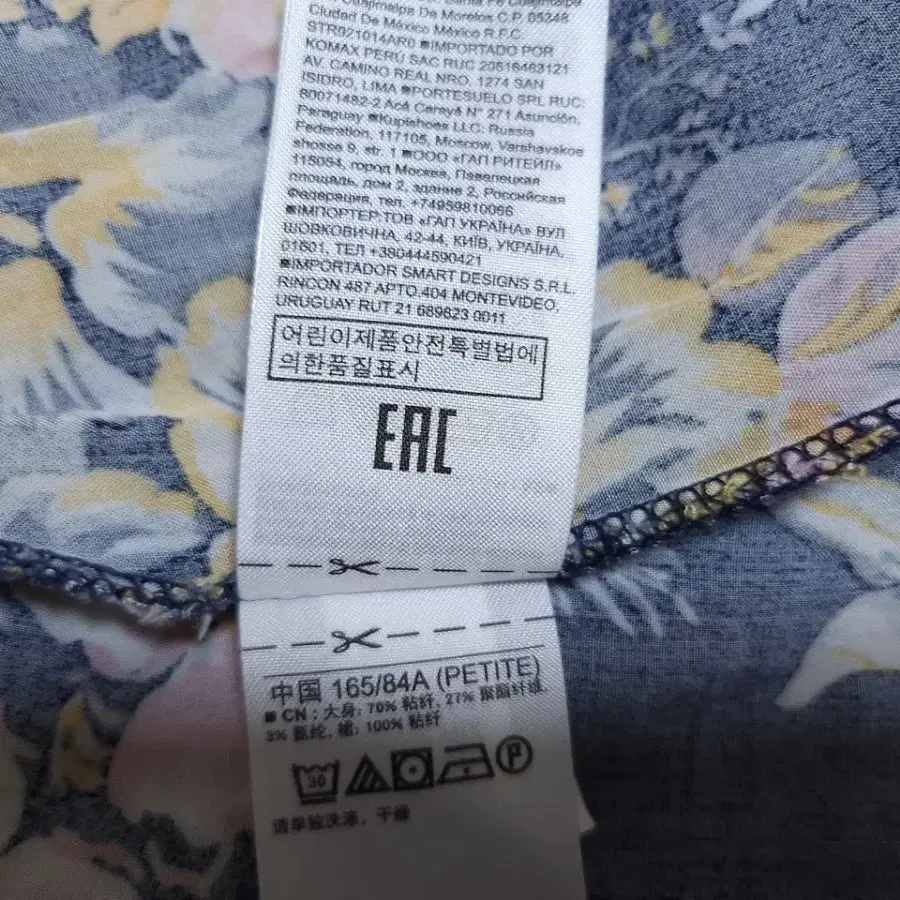 Cuajimalpa De Morelos C.P. 05348
Ciudad De México México R.F.C.
STR921014AR0 ■IMPORTADO POR
KOMAX PERU SAC RUC 20516463121
AV. CAMINO REAL NRO. 1274 SAN
ISIDRO, LIMA ■PORTESUELO SRL RUC:
80071482-2 Acá Carayá N° 271 Asunción,
Paraguay ■Kupishoes LLC: Russia
Federation, 117105, Moscow, Varshavskoe
shosse 9, str. 1 ■ООО «ГАП РИТЕЙЛ»
115054, город Москва, Павелецкая
площадь, дом 2, здание 2, Российская
Федерация, тел. +74959810066
■ІМПОРТЕР:ТОВ «ГАП УКРАЇНА» ВУЛ
ШОВКОВИЧНА, 42-44, КИЇВ, УКРАЇНА,
01601, ТЕЛ +380444590421
■IMPORTADOR SMART DESIGNS S.R.L.
RINCON 487 APTO.404 MONTEVIDEO,
URUGUAY RUT 21 689823 0011
어린이제품안전특별법에
의한품질표시
EAC
中国 165/84A (PETITE)
■ CN : 大身: 70% 粘纤, 27% 聚酯纤维,
3% 氨纶, 裙: 100% 粘纤
30
P
请单独洗涤, 干燥